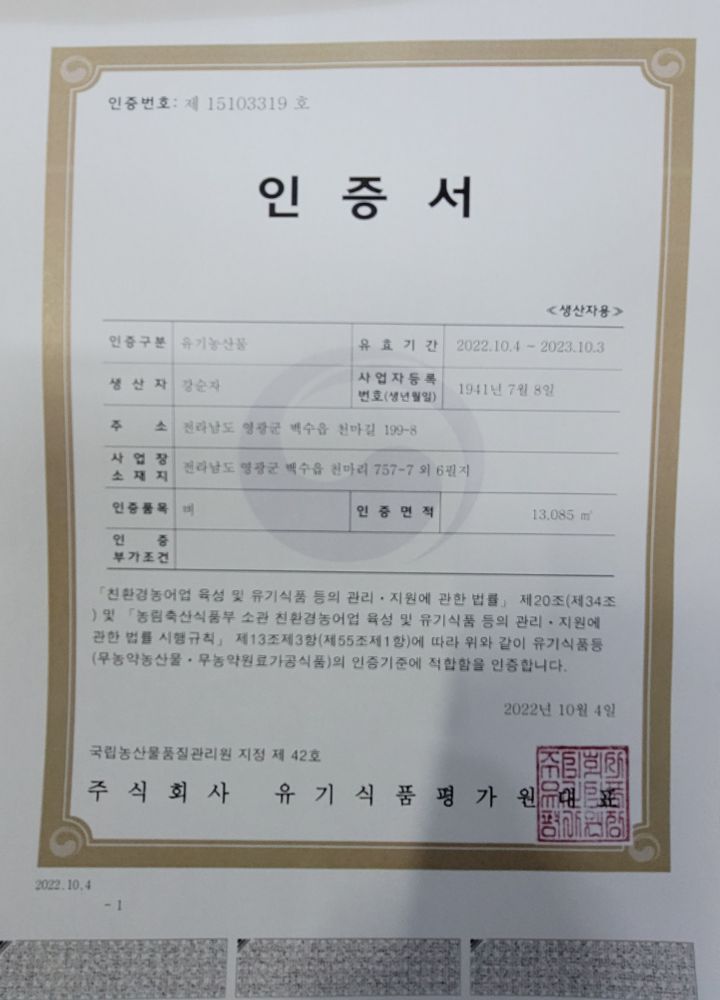 인증번호: 제 15103319 호
인 증 서
≪생산자용≫
인증구분 유기농산물 유 효 기 간 2022.10.4 ~ 2023.10.3
생 산 자 강순자 사업자등록 번호(생년월일) 1941년 7월 8일
주 소 전라남도 영광군 백수읍 천마길 199-8
사 업 장 소 재 지 전라남도 영광군 백수읍 천마리 757-7 외 6필지
인증품목 벼 인 증 면 적 13,085 ㎡
인 증
부가조건
「친환경농어업 육성 및 유기식품 등의 관리・지원에 관한 법률」 제20조(제34조
) 및 「농림축산식품부 소관 친환경농어업 육성 및 유기식품 등의 관리・지원에
관한 법률 시행규칙」 제13조제3항(제55조제1항)에 따라 위와 같이 유기식품등
(무농약농산물・무농약원료가공식품)의 인증기준에 적합함을 인증합니다.
2022년 10월 4일
국립농산물품질관리원 지정 제 42호
주 식 회 사 유 기 식 품 평 가 원 대 표
2022.10.4
- 1